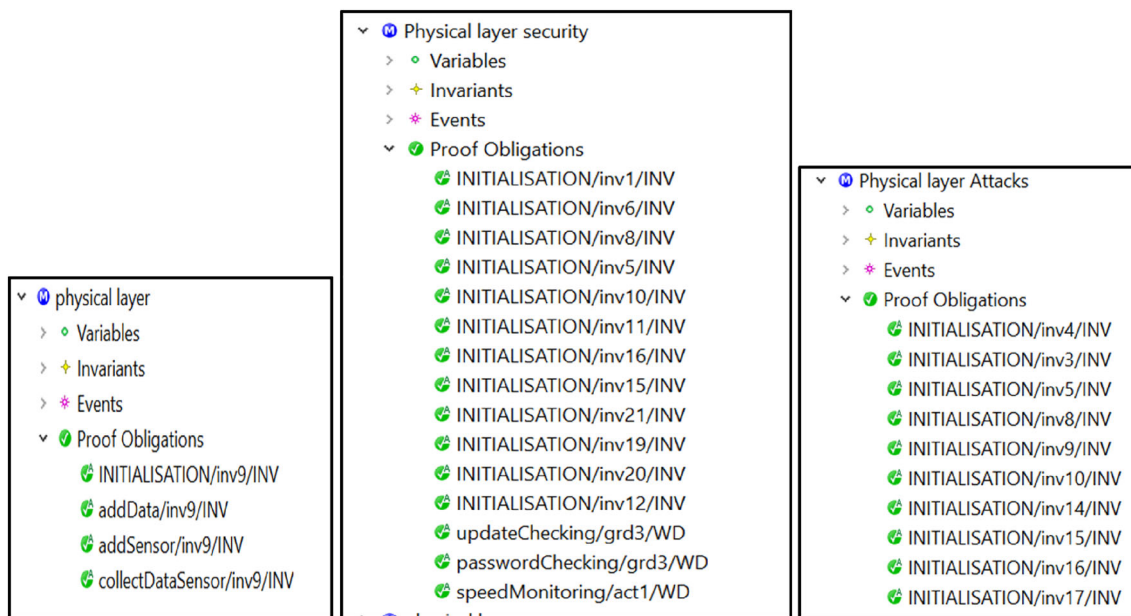 physical layer
Variables
Invariants
Events
Proof Obligations
INITIALISATION/inv9/INV
addData/inv9/INV
addSensor/inv9/INV
collectDataSensor/inv9/INV
Physical layer security
Variables
Invariants
Events
Proof Obligations
INITIALISATION/inv1/INV
INITIALISATION/inv6/INV
INITIALISATION/inv8/INV
INITIALISATION/inv5/INV
INITIALISATION/inv10/INV
INITIALISATION/inv11/INV
INITIALISATION/inv16/INV
INITIALISATION/inv15/INV
INITIALISATION/inv21/INV
INITIALISATION/inv19/INV
INITIALISATION/inv20/INV
INITIALISATION/inv12/INV
updateChecking/grd3/WD
passwordChecking/grd3/WD
speedMonitoring/act1/WD
Physical layer Attacks
Variables
Invariants
Events
Proof Obligations
INITIALISATION/inv4/INV
INITIALISATION/inv3/INV
INITIALISATION/inv5/INV
INITIALISATION/inv8/INV
INITIALISATION/inv9/INV
INITIALISATION/inv10/INV
INITIALISATION/inv14/INV
INITIALISATION/inv15/INV
INITIALISATION/inv16/INV
INITIALISATION/inv17/INV